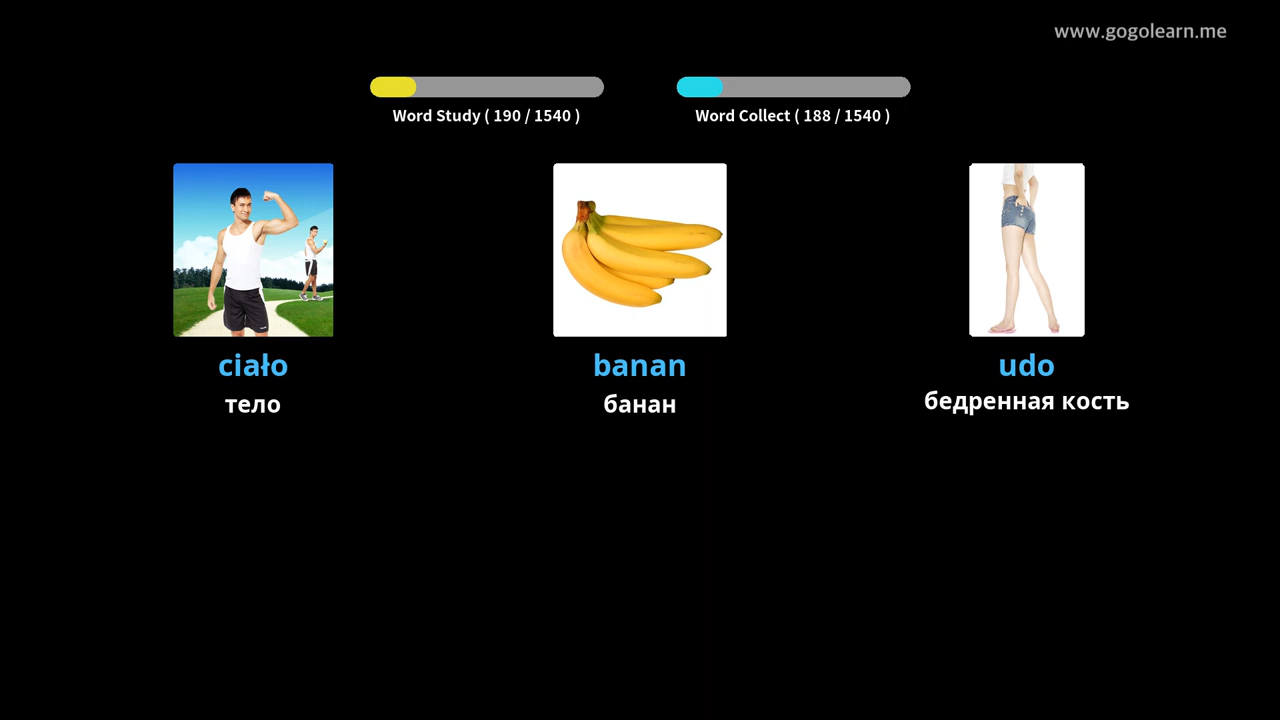 www.gogolearn.me
Word Study ( 190 / 1540 )
Word Collect ( 188 / 1540 )
ciało
banan
udo
тело
банан
бедренная кость